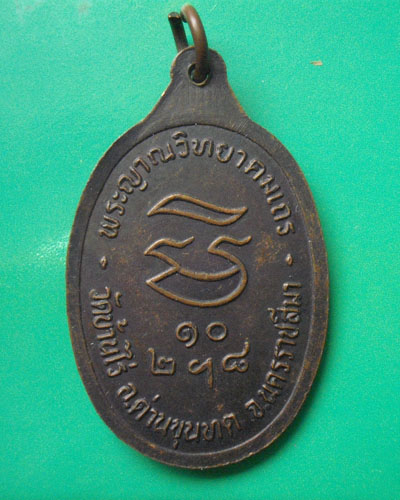 พระญาณวิทยาคมเถร
๑๐
๒ ๕ ๘
วัดบ้านไร่ อ.ด่านขุนทด จ.นครราชสีมา